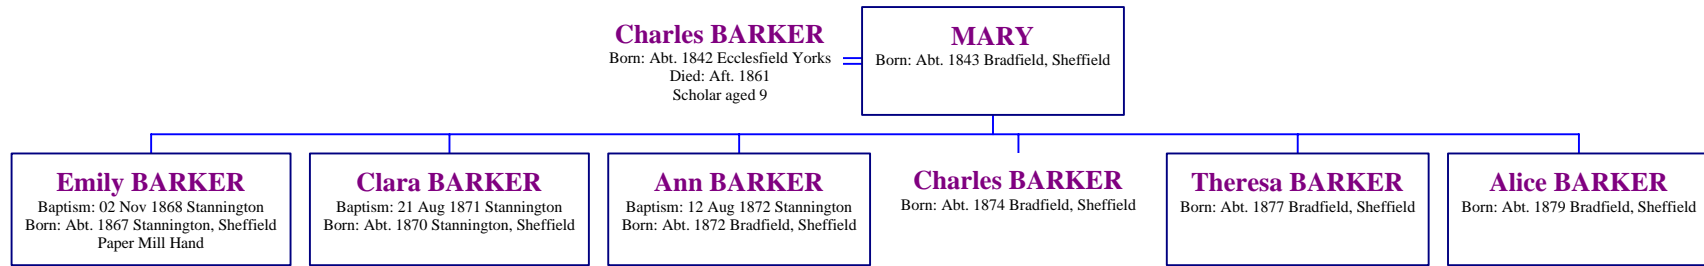 Charles BARKER
Born: Abt. 1842 Ecclesfield Yorks
Died: Aft. 1861
Scholar aged 9
MARY
Born: Abt. 1843 Bradfield, Sheffield
Emily BARKER
Baptism: 02 Nov 1868 Stannington
Born: Abt. 1867 Stannington, Sheffield
Paper Mill Hand
Clara BARKER
Baptism: 21 Aug 1871 Stannington
Born: Abt. 1870 Stannington, Sheffield
Ann BARKER
Baptism: 12 Aug 1872 Stannington
Born: Abt. 1872 Bradfield, Sheffield
Charles BARKER
Born: Abt. 1874 Bradfield, Sheffield
Theresa BARKER
Born: Abt. 1877 Bradfield, Sheffield
Alice BARKER
Born: Abt. 1879 Bradfield, Sheffield